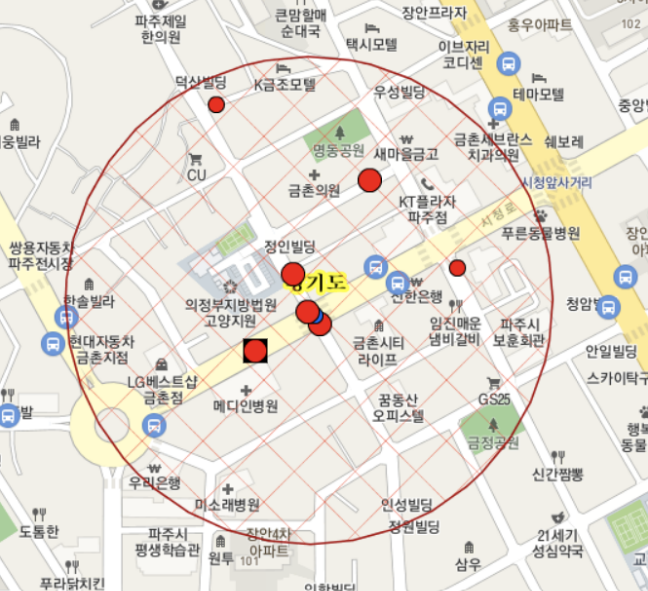 파주제일
한의원
큰맘할매
순대국
택시모텔
장안프라자
이브자리
코디센
홍우아파트
102
덕산빌딩
K금조모텔
우성빌딩
테마모텔
중앙
웅빌라
CU
명동공원
새마을금고
금촌세브란스
치과의원
쉐보레
금촌의원
KT플라자
파주점
시청앞사거리
시청로
푸른동물병원
쌍용자동차
파주전시장
정인빌딩
경기도
한솔빌라
의정부지방법원
고양지원
신한은행
현대자동차
금촌지점
금촌시티
라이프
임진매운
냄비갈비
파주시
보훈회관
안일빌딩
스카이탁구
LG베스트샵
금촌점
메디인병원
꿈동산
오피스텔
GS25
금정공원
우리은행
미소래병원
인성빌딩
정원빌딩
신간짬뽕
도톰한
파주시
평생학습관
원투
장안4차
아파트
101
삼우
21세기
성심약국
푸라닭치킨